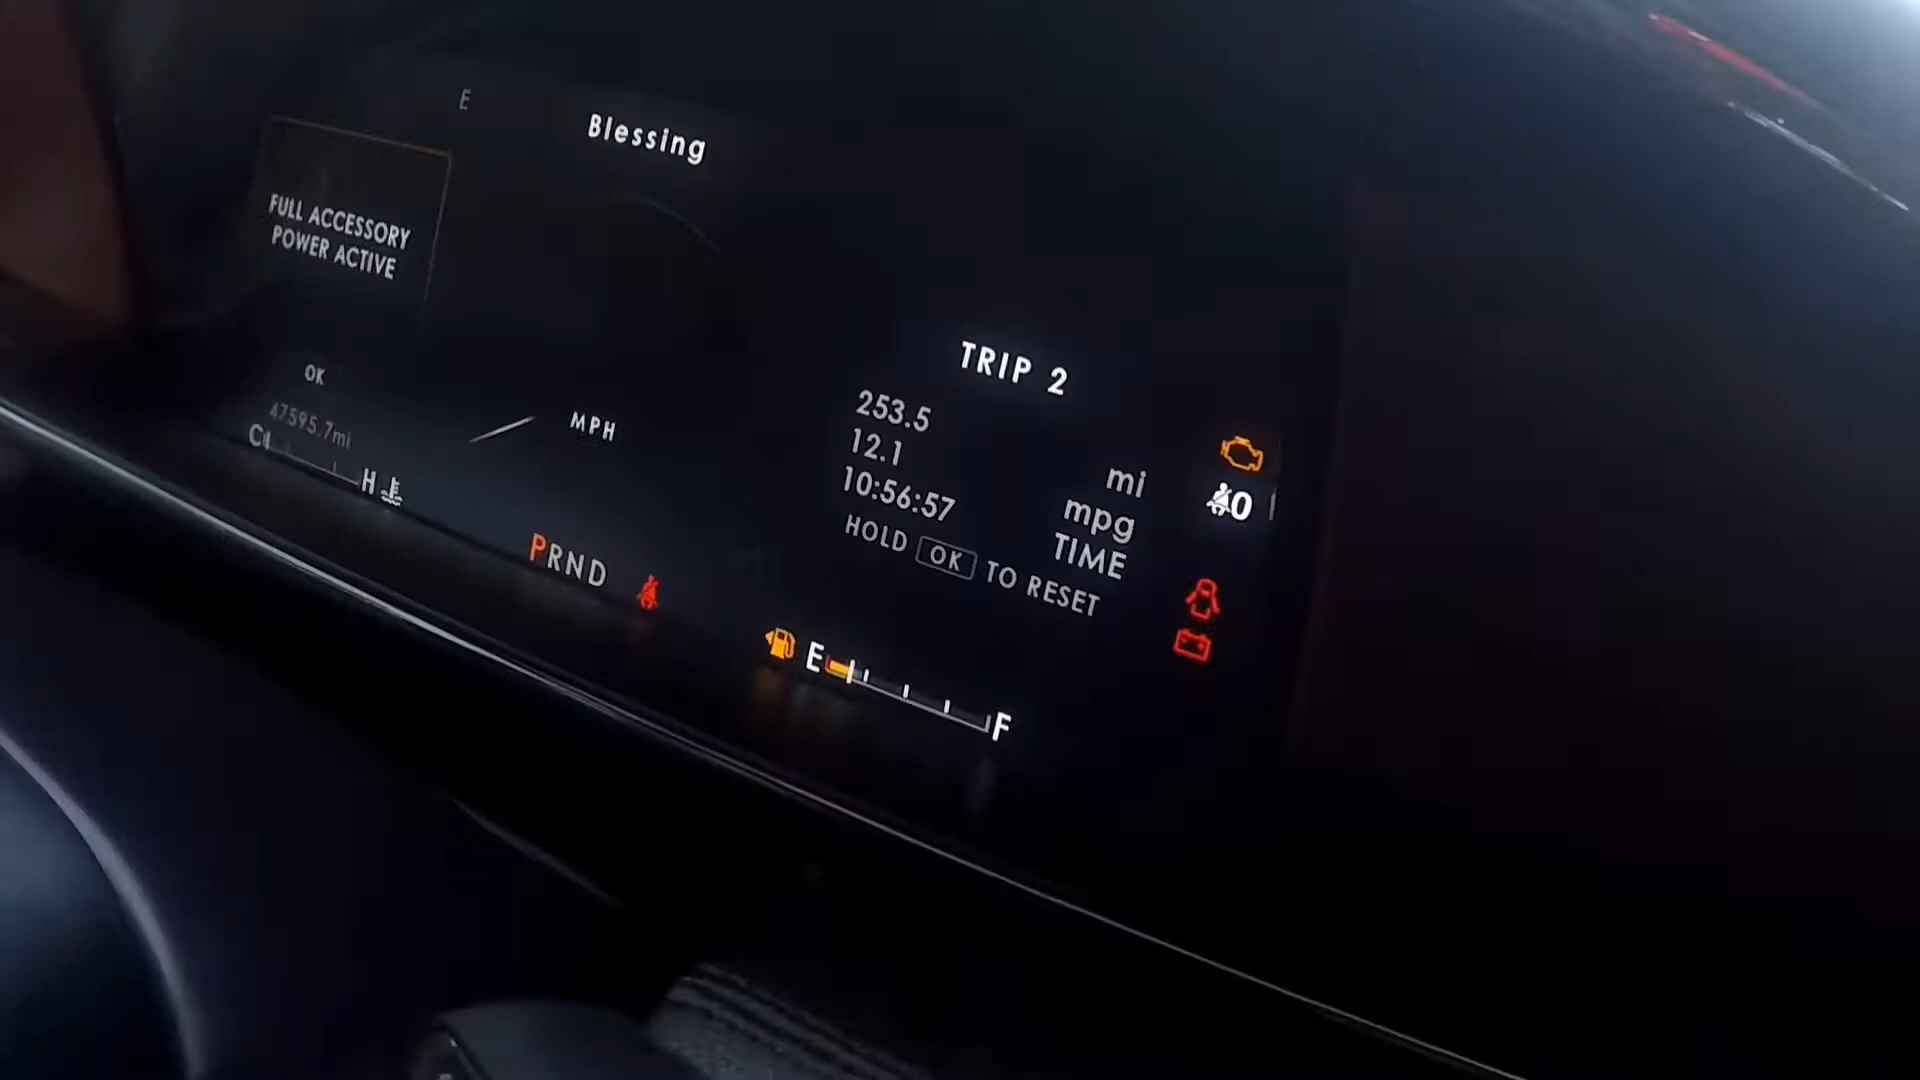 E
Blessing
FULL ACCESSORY
POWER ACTIVE
OK
47595.7mi
C
H
MPH
PRND
TRIP 2
253.5 mi
12.1 mpg
10:56:57 TIME
HOLD OK TO RESET
0
E
F